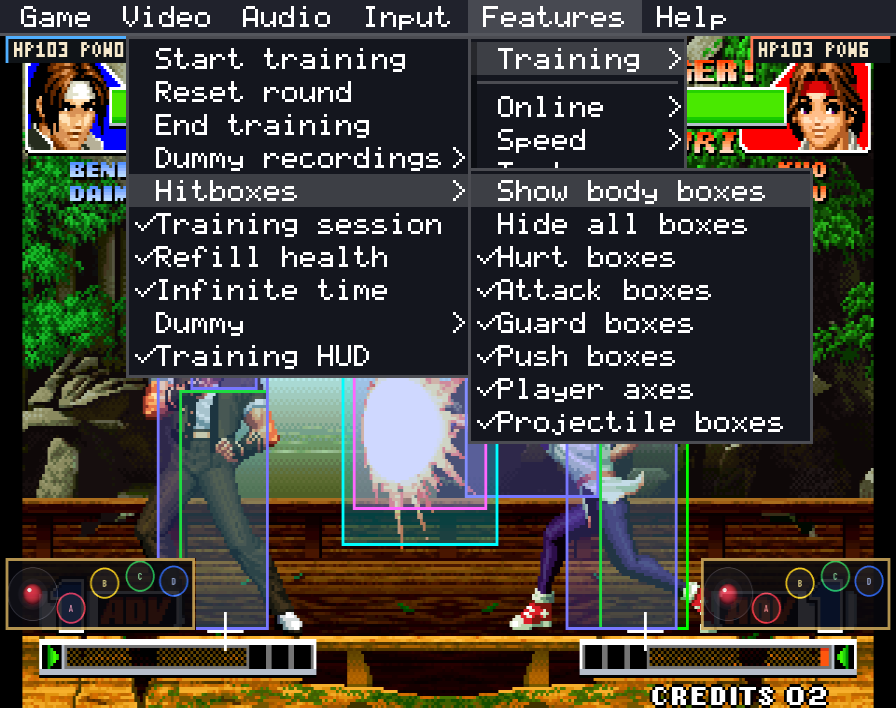 Game Video Audio Input Features Help
HP103 POW0
HP103 POW6
Start training
Reset round
End training
Dummy recordings >
Hitboxes >
✓Training session
✓Refill health
✓Infinite time
Dummy >
✓Training HUD
Training >
Online >
Speed >
Show body boxes
Hide all boxes
✓Hurt boxes
✓Attack boxes
✓Guard boxes
✓Push boxes
✓Player axes
✓Projectile boxes
A B C D
A B C D
CREDITS 02